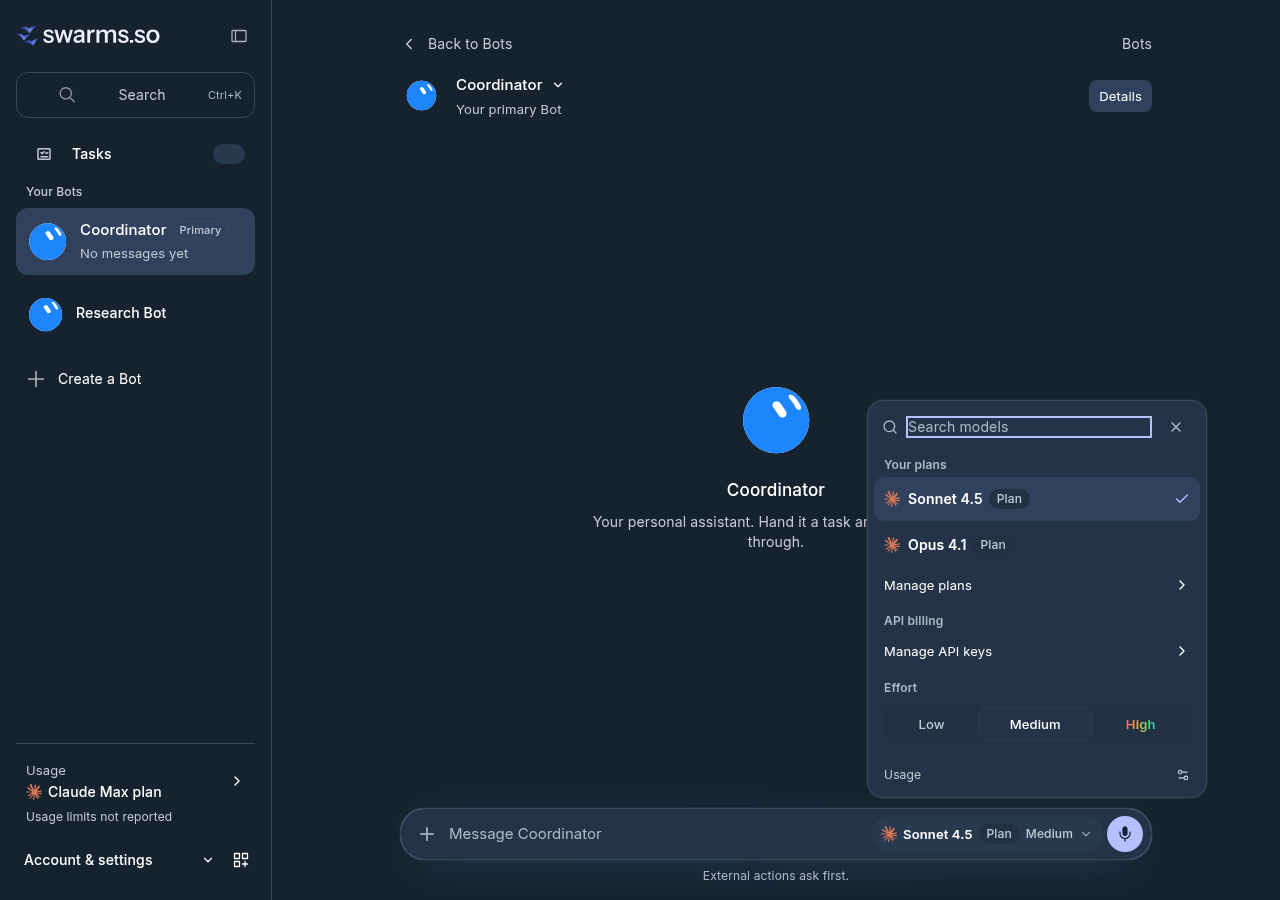 swarms.so
Search Ctrl+K
Tasks
Your Bots
Coordinator Primary
No messages yet
Research Bot
Create a Bot
Usage
Claude Max plan
Usage limits not reported
Account & settings
Back to Bots
Bots
Coordinator
Your primary Bot
Details
Coordinator
Your personal assistant. Hand it a task
through.
Search models
Your plans
Sonnet 4.5 Plan
Opus 4.1 Plan
Manage plans
API billing
Manage API keys
Effort
Low Medium High
Usage
Message Coordinator
Sonnet 4.5 Plan Medium
External actions ask first.